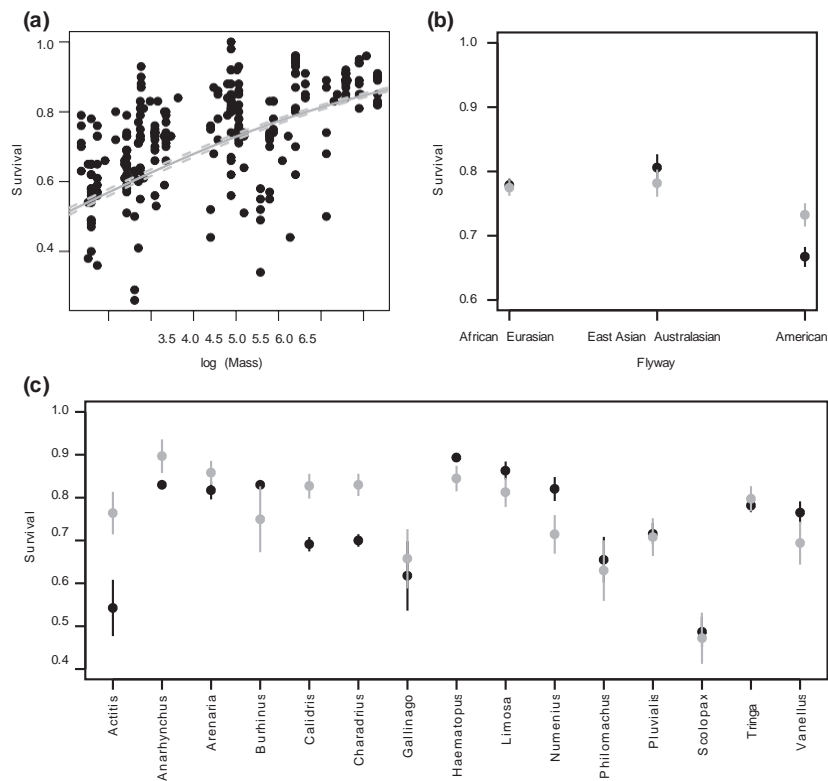 (a)
1.0
0.8
0.6
0.4
Survival
3.5 4.0 4.5 5.0 5.5 6.0 6.5
log (Mass)
(b)
1.0
0.9
0.8
0.7
0.6
Survival
African Eurasian
East Asian Australasian
American
Flyway
(c)
1.0
0.9
0.8
0.7
0.6
0.5
0.4
Survival
Actitis
Anarhynchus
Arenaria
Burhinus
Calidris
Charadrius
Gallinago
Haematopus
Limosa
Numenius
Philomachus
Pluvialis
Scolopax
Tringa
Vanellus